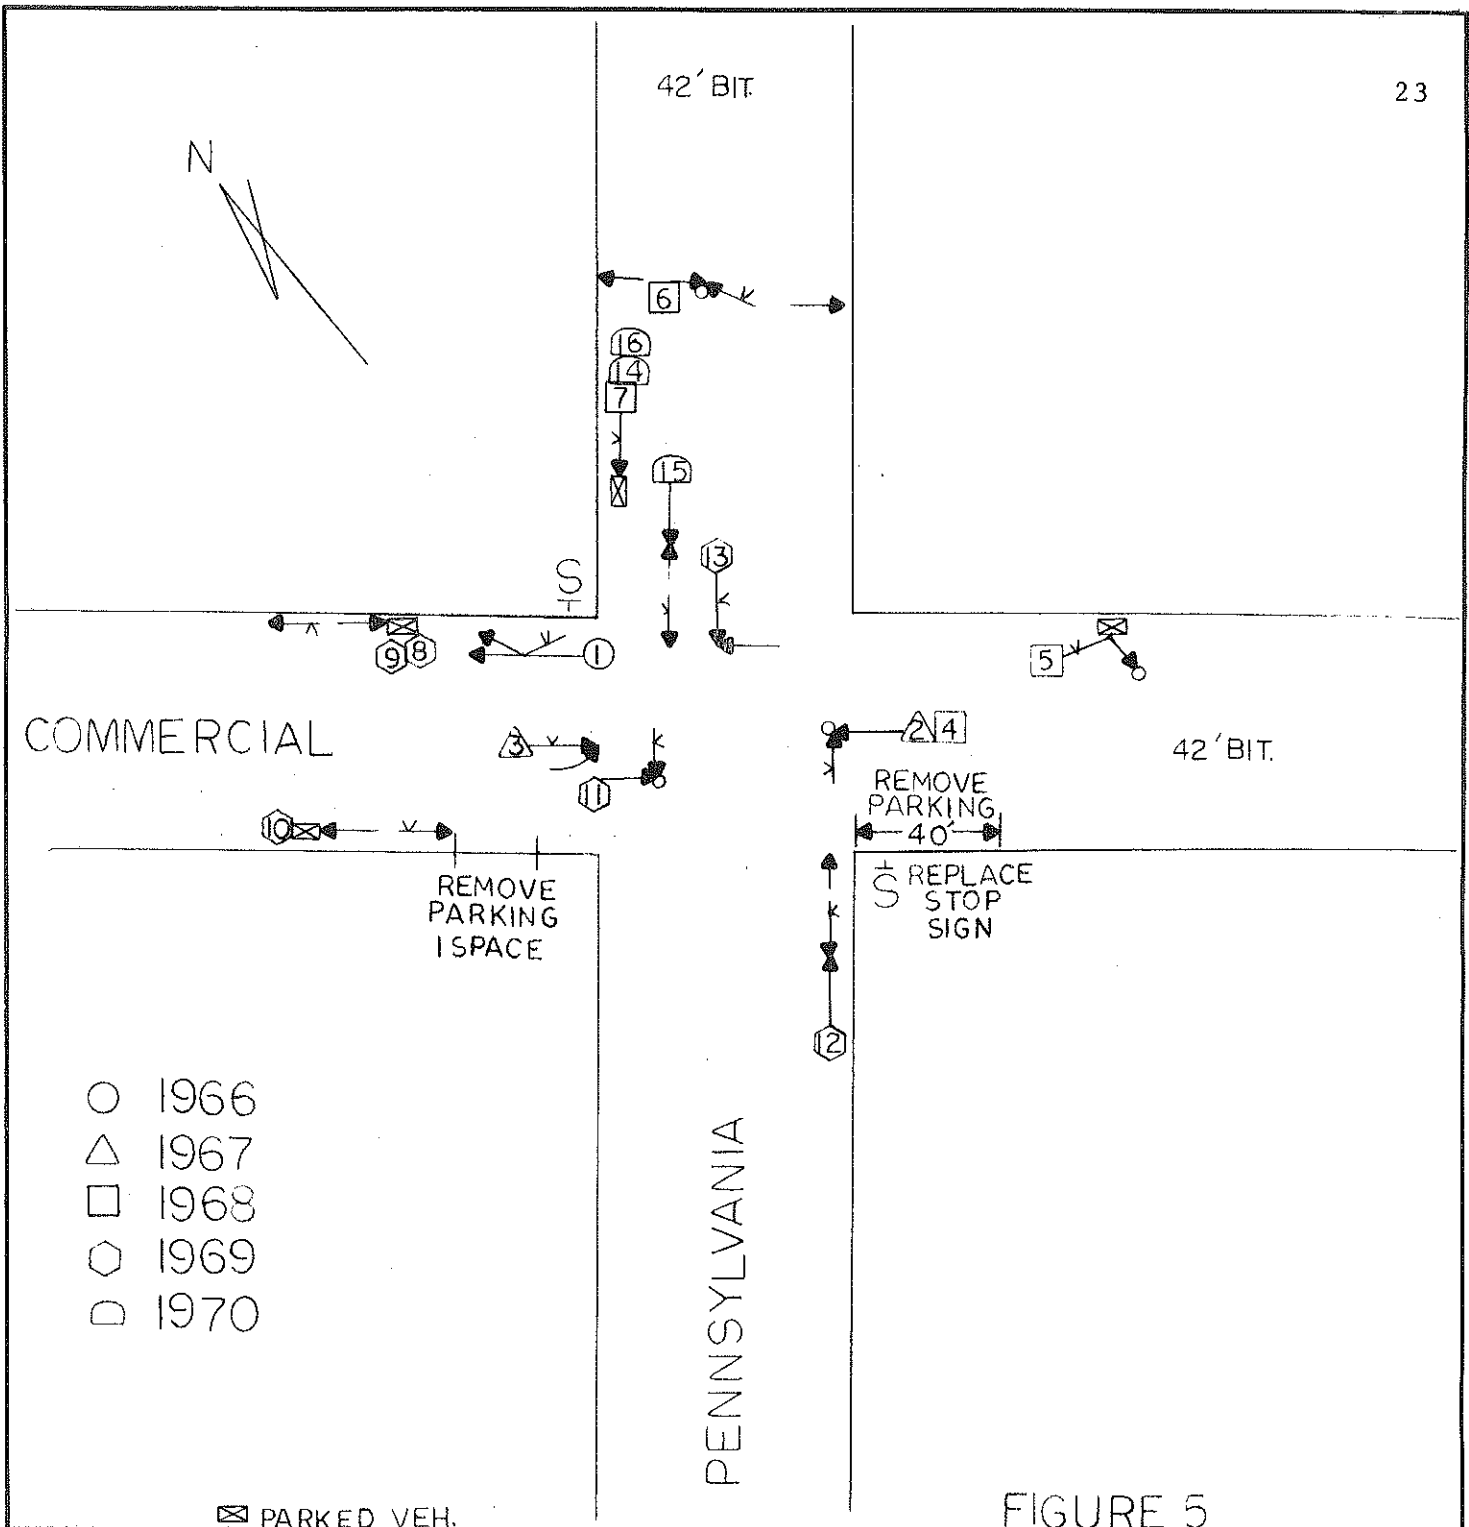 42' BIT.
23
N
6
16
14
7
15
13
S
9 8
1
5
COMMERCIAL
3
2 4
42' BIT.
11
REMOVE
PARKING
40'
10
REMOVE
PARKING
1 SPACE
S
REPLACE
STOP
SIGN
12
1966
1967
1968
1969
1970
PENNSYLVANIA
PARKED VEH.
FIGURE 5